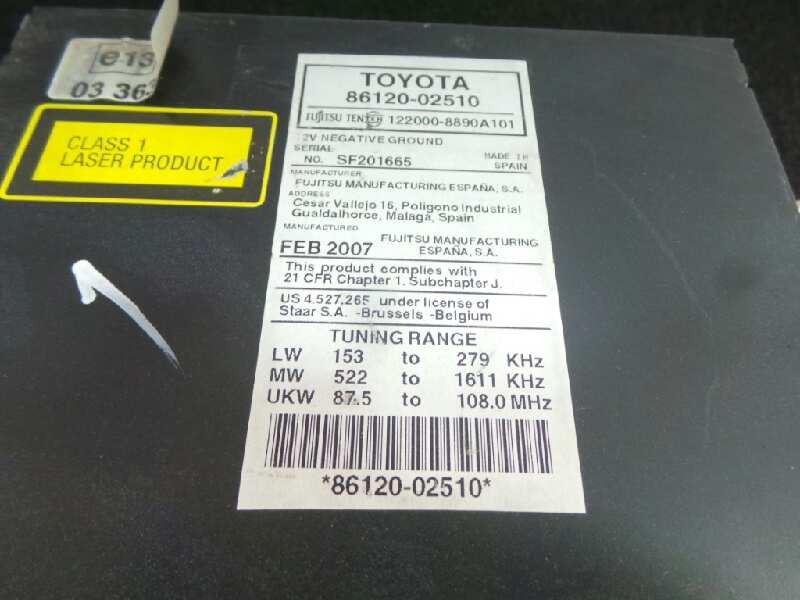 e13
03 36
CLASS 1
LASER PRODUCT
TOYOTA
86120-02510
FUJITSU TEN 122000-8890A101
2V NEGATIVE GROUND
SERIAL
NO. SF201665
MADE IN
SPAIN
MANUFACTURER
FUJITSU MANUFACTURING ESPAÑA, S.A.
ADDRESS
Cesar Vallejo 16, Poligono Industrial
Gualdalhorce, Malaga, Spain
MANUFACTURED
FEB 2007
FUJITSU MANUFACTURING
ESPAÑA, S.A.
This product complies with
21 CFR Chapter 1. Subchapter J.
US 4.527.265 under license of
Staar S.A. -Brussels -Belgium
TUNING RANGE
LW 153 to 279 KHz
MW 522 to 1611 KHz
UKW 87.5 to 108.0 MHz
*86120-02510*